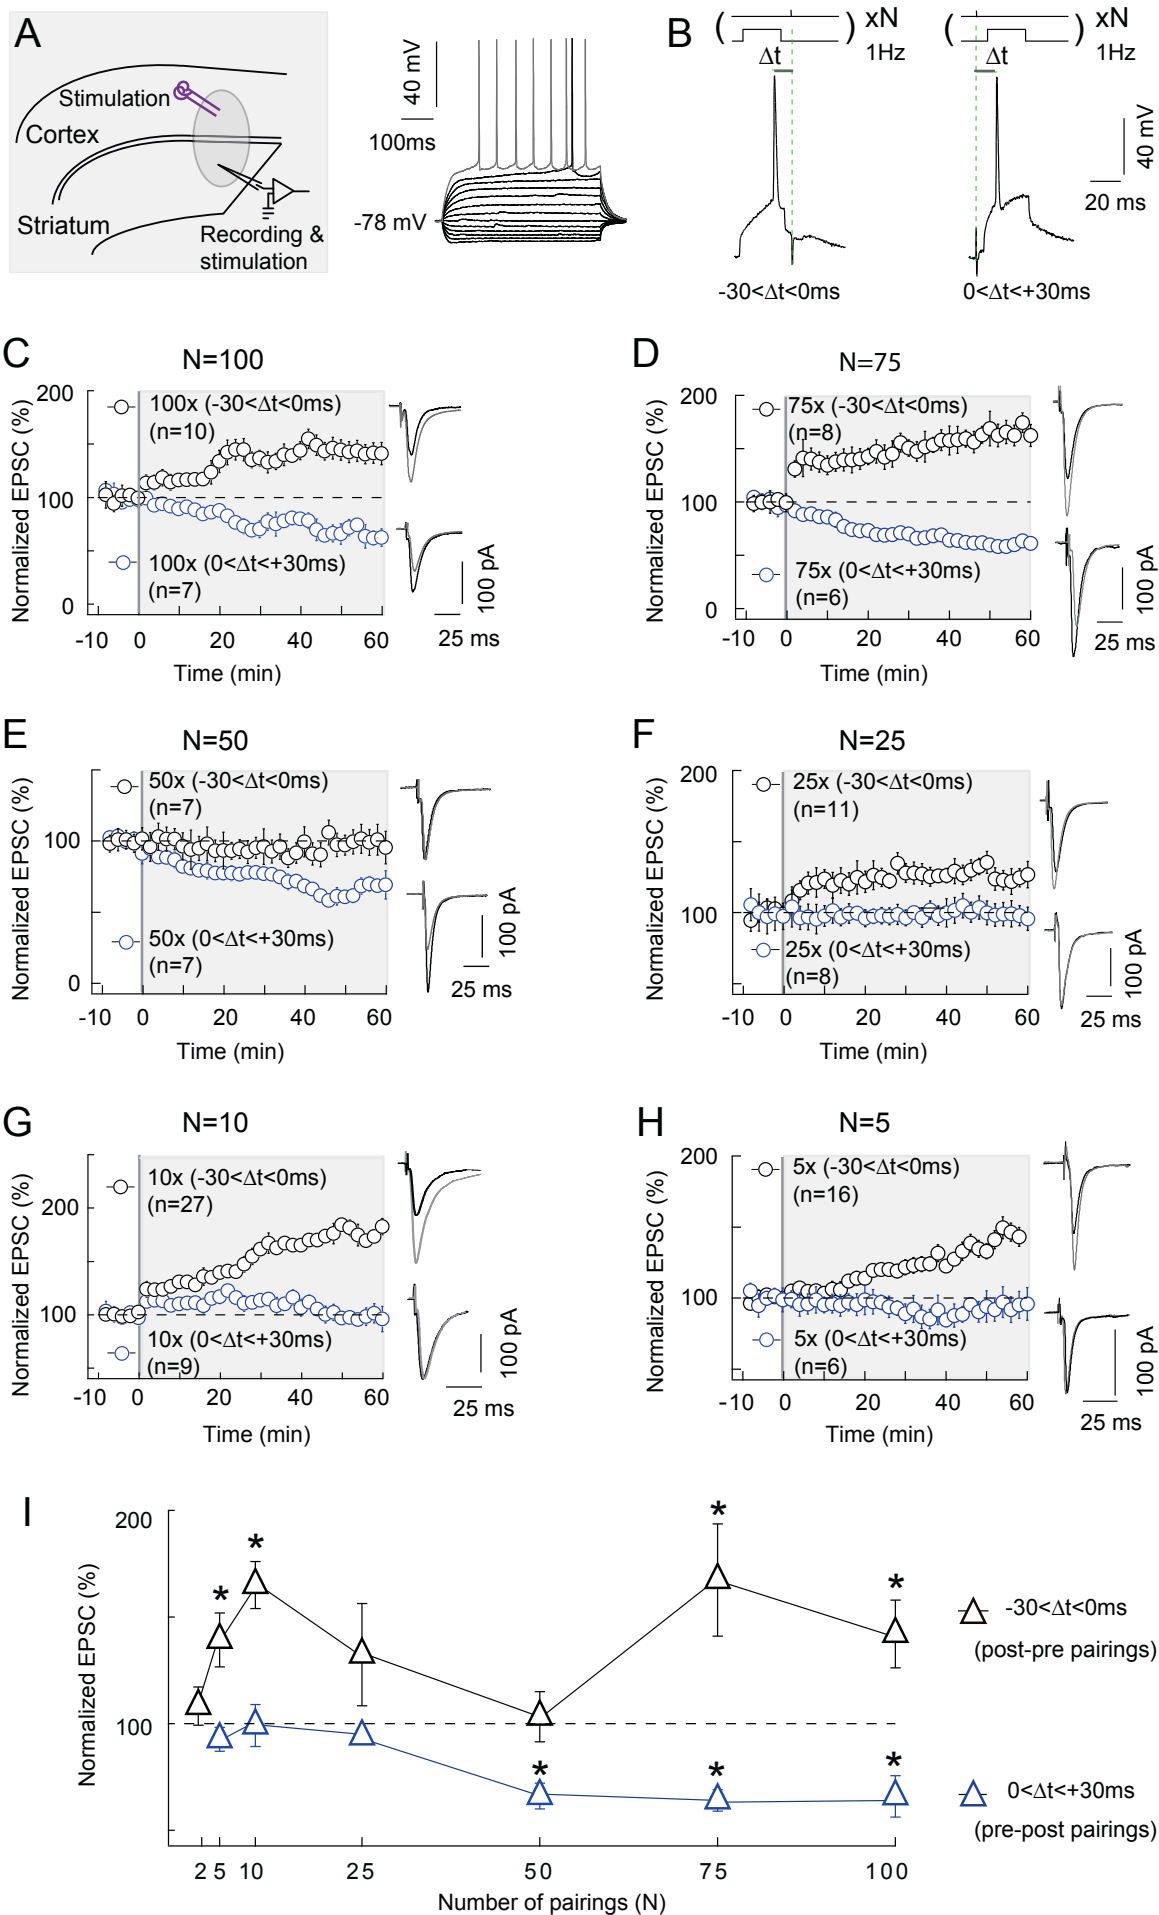 A
Stimulation
Cortex
Striatum
Recording &
stimulation
40 mV
100ms
-78 mV
B
( ) xN
1Hz
Δt
-30<Δt<0ms
( ) xN
1Hz
Δt
0<Δt<+30ms
40 mV
20 ms
C
N=100
Normalized EPSC (%)
200
100
0
100x (-30<Δt<0ms)
(n=10)
100x (0<Δt<+30ms)
(n=7)
-10 0 20 40 60
Time (min)
100 pA
25 ms
D
N=75
Normalized EPSC (%)
200
100
0
75x (-30<Δt<0ms)
(n=8)
75x (0<Δt<+30ms)
(n=6)
-10 0 20 40 60
Time (min)
100 pA
25 ms
E
N=50
Normalized EPSC (%)
100
0
50x (-30<Δt<0ms)
(n=7)
50x (0<Δt<+30ms)
(n=7)
-10 0 20 40 60
Time (min)
100 pA
25 ms
F
N=25
Normalized EPSC (%)
200
100
25x (-30<Δt<0ms)
(n=11)
25x (0<Δt<+30ms)
(n=8)
-10 0 20 40 60
Time (min)
100 pA
25 ms
G
N=10
Normalized EPSC (%)
200
100
10x (-30<Δt<0ms)
(n=27)
10x (0<Δt<+30ms)
(n=9)
-10 0 20 40 60
Time (min)
100 pA
25 ms
H
N=5
Normalized EPSC (%)
200
100
5x (-30<Δt<0ms)
(n=16)
5x (0<Δt<+30ms)
(n=6)
-10 0 20 40 60
Time (min)
100 pA
25 ms
I
Normalized EPSC (%)
200
100
* * * *
* * *
-30<Δt<0ms
(post-pre pairings)
0<Δt<+30ms
(pre-post pairings)
2 5 10 25 50 75 100
Number of pairings (N)